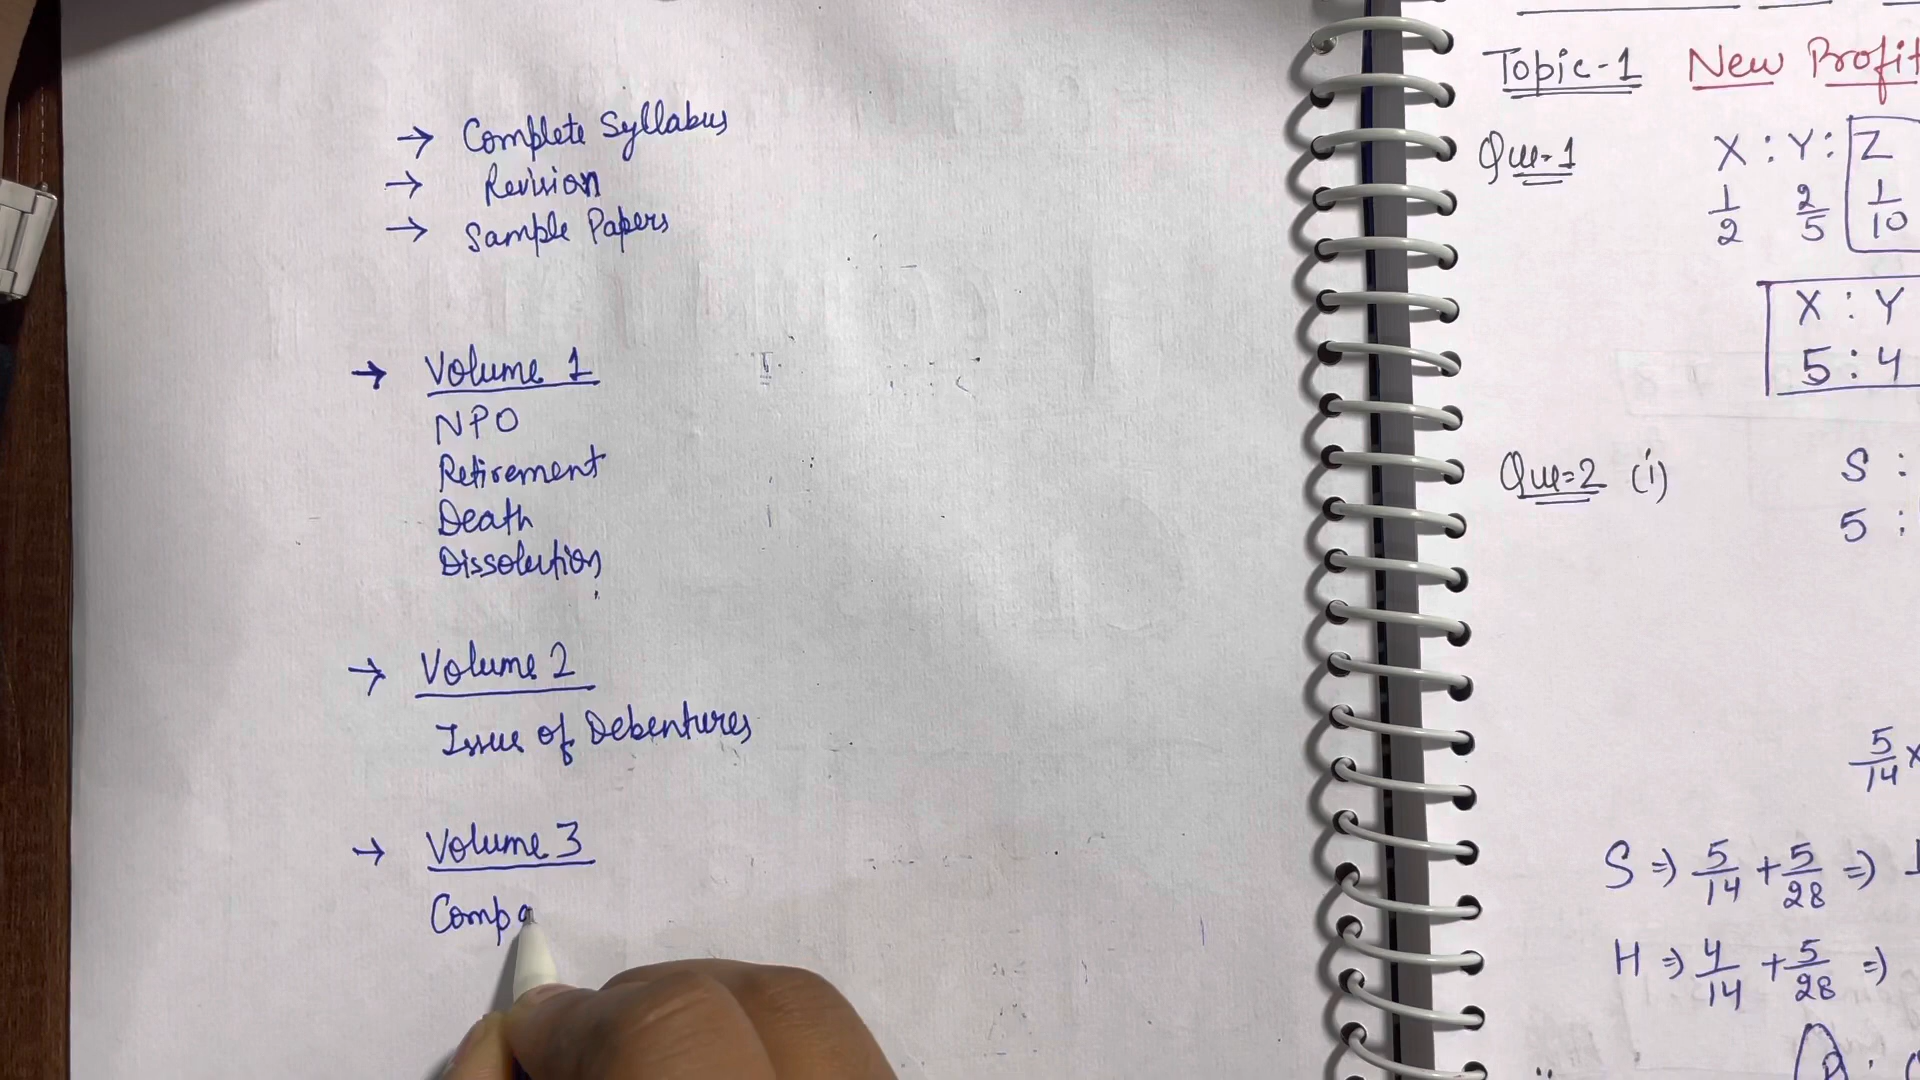 → Complete Syllabus
→ Revision
→ Sample Papers
→ Volume 1
NPO
Retirement
Death
Dissolution
→ Volume 2
Issue of Debentures
→ Volume 3
Compa
Topic-1 New Profit
Que-1 X : Y : Z
1/2 2/5 1/10
X : Y
5 : 4
Que=2 (i) S :
5 :
5/14 ×
S ⇒ 5/14 + 5/28 ⇒
H ⇒ 4/14 + 5/28 ⇒